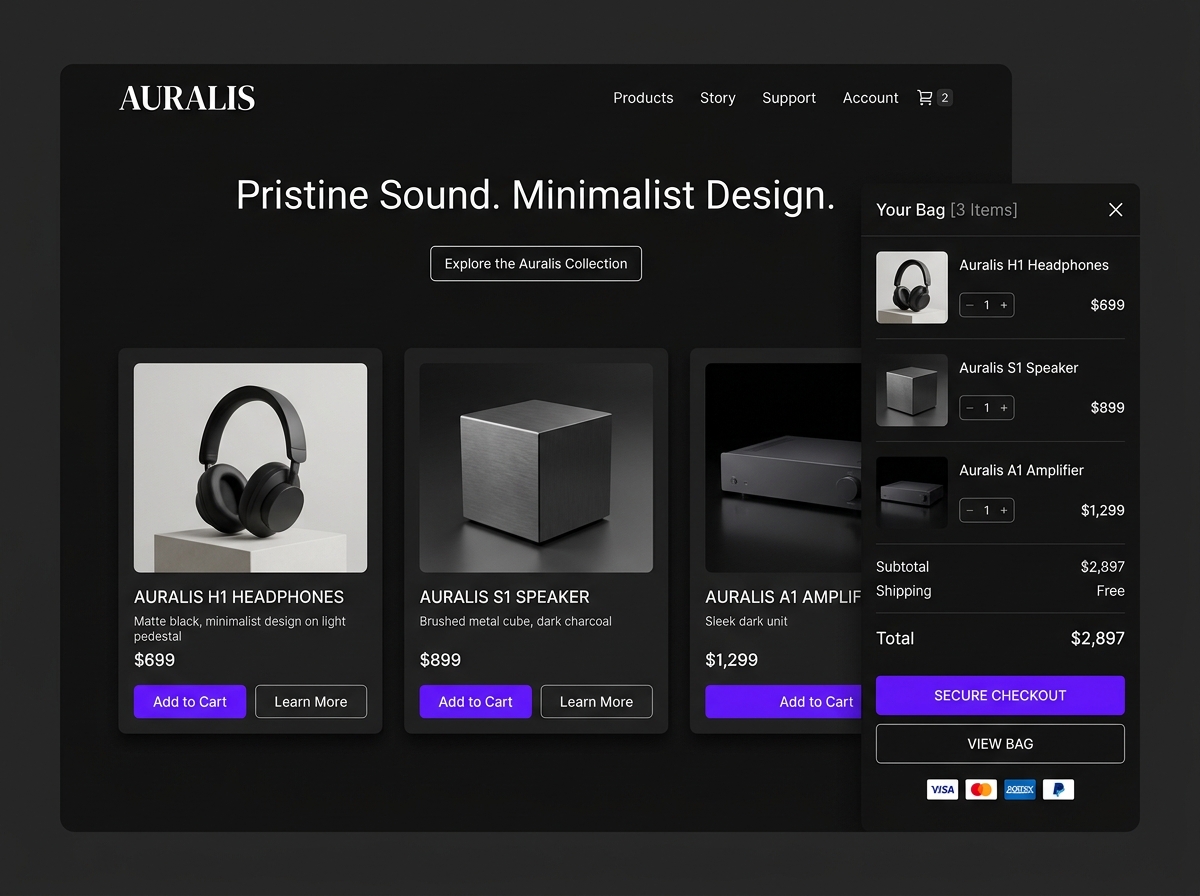 AURALIS
Products Story Support Account 2
Pristine Sound. Minimalist Design.
Explore the Auralis Collection
AURALIS H1 HEADPHONES
Matte black, minimalist design on light
pedestal
$699
Add to Cart Learn More
AURALIS S1 SPEAKER
Brushed metal cube, dark charcoal
$899
Add to Cart Learn More
AURALIS A1 AMPLIF
Sleek dark unit
$1,299
Add to Cart
Your Bag [3 Items]
Auralis H1 Headphones
− 1 + $699
Auralis S1 Speaker
− 1 + $899
Auralis A1 Amplifier
− 1 + $1,299
Subtotal $2,897
Shipping Free
Total $2,897
SECURE CHECKOUT
VIEW BAG
VISA